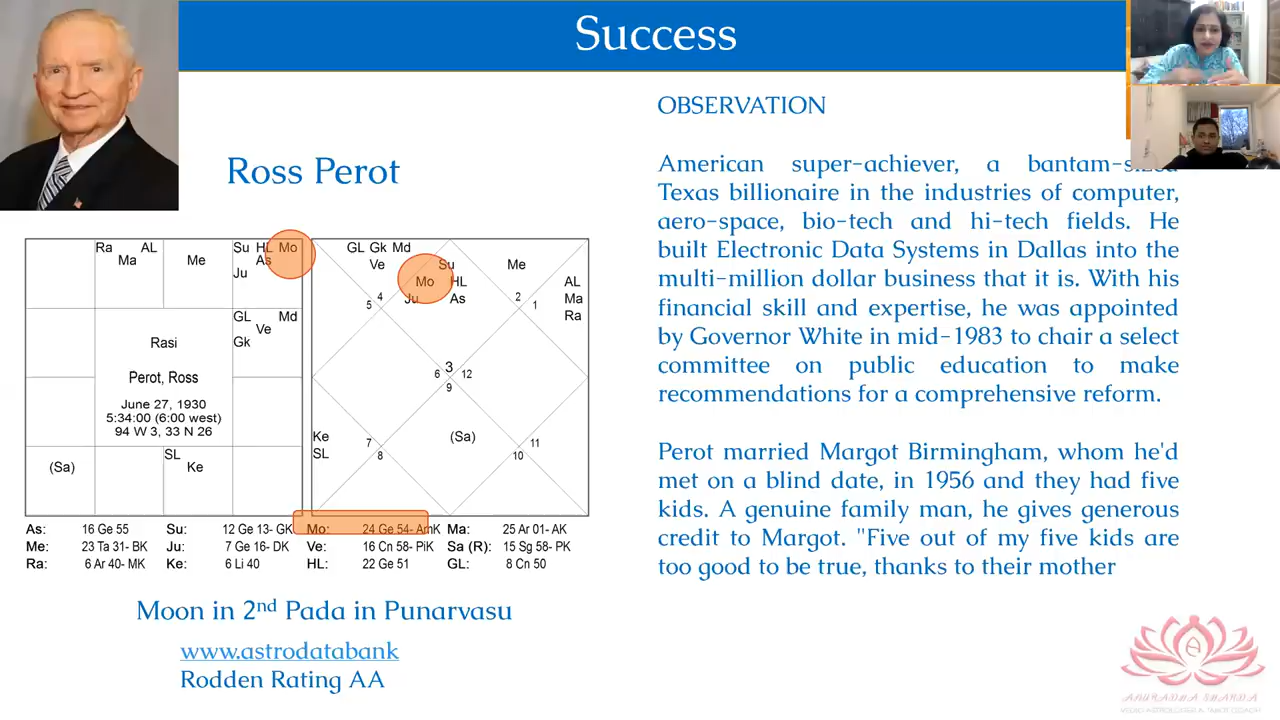 Success
OBSERVATION
Ross Perot
American super-achiever, a bantam-sized
Texas billionaire in the industries of computer,
aero-space, bio-tech and hi-tech fields. He
built Electronic Data Systems in Dallas into the
multi-million dollar business that it is. With his
financial skill and expertise, he was appointed
by Governor White in mid-1983 to chair a select
committee on public education to make
recommendations for a comprehensive reform.
Perot married Margot Birmingham, whom he'd
met on a blind date, in 1956 and they had five
kids. A genuine family man, he gives generous
credit to Margot. "Five out of my five kids are
too good to be true, thanks to their mother
Ra AL
Ma
Me
Su HL Mo
As
Ju
GL Md
Ve
Gk
Rasi
Perot, Ross
June 27, 1930
5:34:00 (6:00 west)
94 W 3, 33 N 26
(Sa)
SL
Ke
GL Gk Md
Ve
Su
Mo HL
Ju As
Me
AL
Ma
Ra
5 4
2 1
3
6 12
9
Ke
SL
7
8
(Sa)
11
10
As: 16 Ge 55 Su: 12 Ge 13- GK Mo: 24 Ge 54- AmK Ma: 25 Ar 01- AK
Me: 23 Ta 31- BK Ju: 7 Ge 16- DK Ve: 16 Cn 58- PiK Sa (R): 15 Sg 58- PK
Ra: 6 Ar 40- MK Ke: 6 Li 40 HL: 22 Ge 51 GL: 8 Cn 50
Moon in 2nd Pada in Punarvasu
www.astrodatabank
Rodden Rating AA
ANURADHA SHARDA
VEDIC ASTROLOGER & TAROT COACH